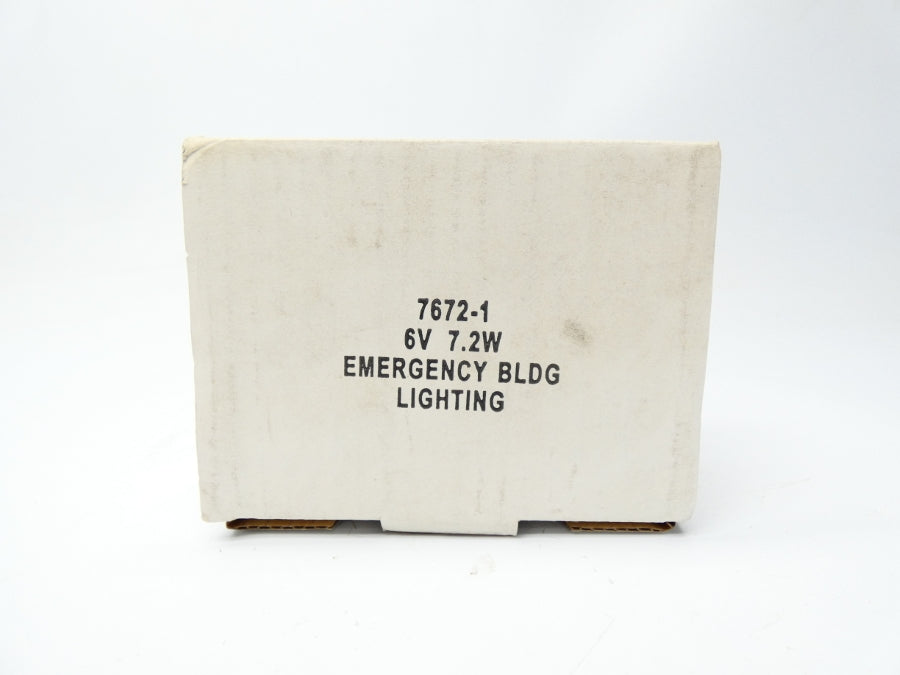 7672-1
6V 7.2W
EMERGENCY BLDG
LIGHTING